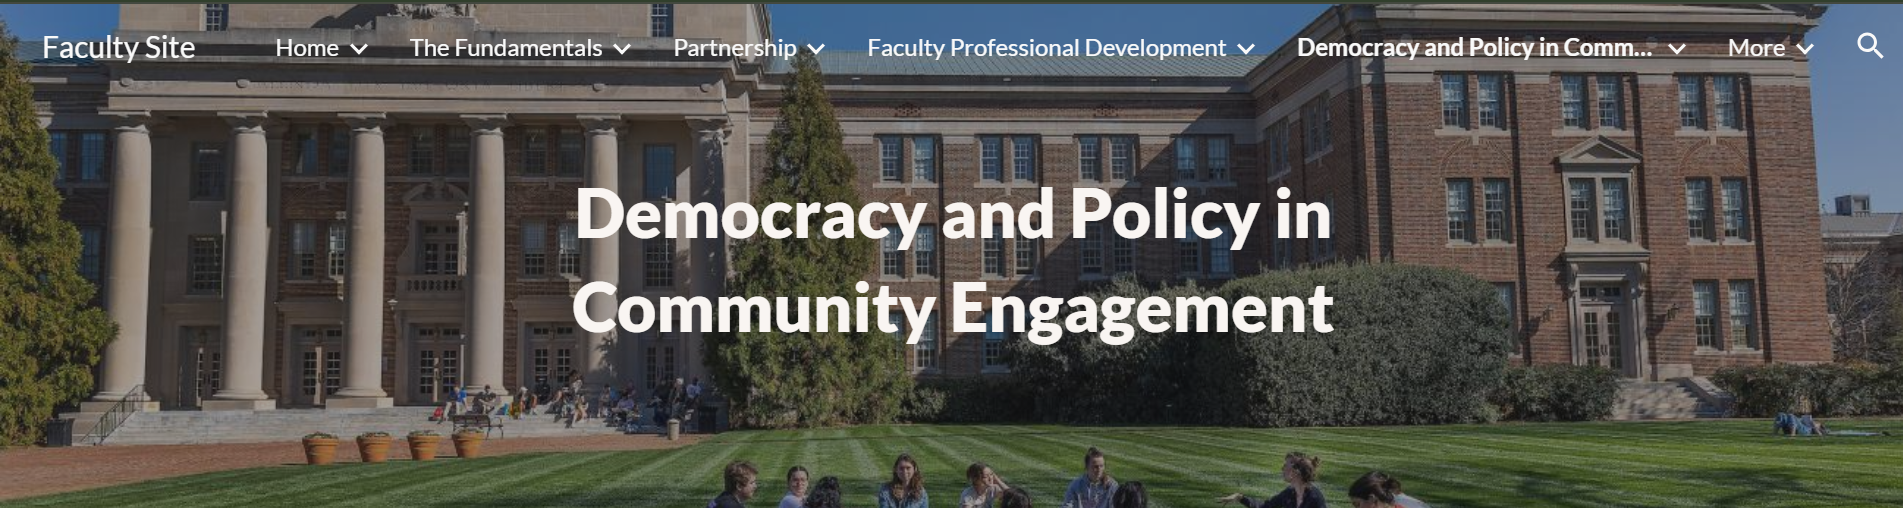 Faculty Site
Home
The Fundamentals
Partnership
Faculty Professional Development
Democracy and Policy in Comm...
More
Democracy and Policy in
Community Engagement